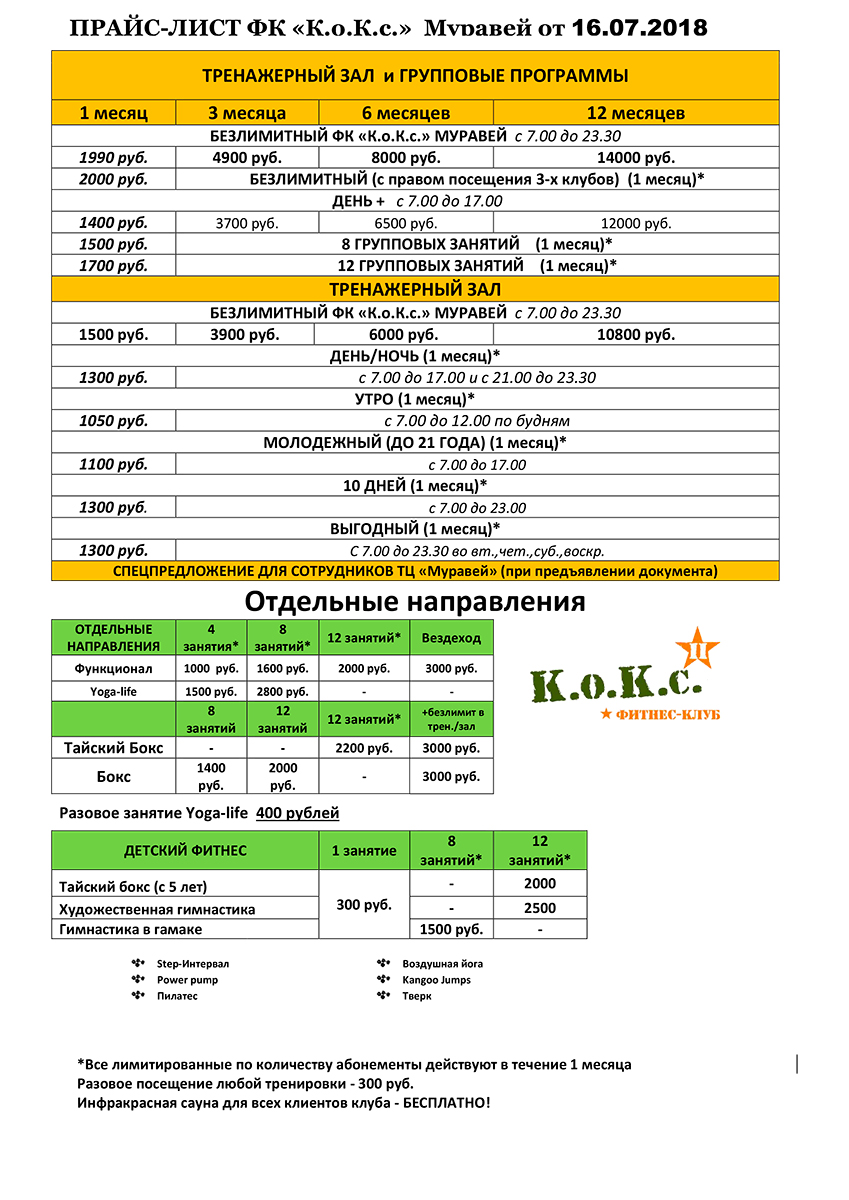 ПРАЙС-ЛИСТ ФК «К.о.К.с.» Муравей от 16.07.2018
ТРЕНАЖЕРНЫЙ ЗАЛ и ГРУППОВЫЕ ПРОГРАММЫ
1 месяц 3 месяца 6 месяцев 12 месяцев
БЕЗЛИМИТНЫЙ ФК «К.о.К.с.» МУРАВЕЙ с 7.00 до 23.30
1990 руб. 4900 руб. 8000 руб. 14000 руб.
2000 руб. БЕЗЛИМИТНЫЙ (с правом посещения 3-х клубов) (1 месяц)*
ДЕНЬ + с 7.00 до 17.00
1400 руб. 3700 руб. 6500 руб. 12000 руб.
1500 руб. 8 ГРУППОВЫХ ЗАНЯТИЙ (1 месяц)*
1700 руб. 12 ГРУППОВЫХ ЗАНЯТИЙ (1 месяц)*
ТРЕНАЖЕРНЫЙ ЗАЛ
БЕЗЛИМИТНЫЙ ФК «К.о.К.с.» МУРАВЕЙ с 7.00 до 23.30
1500 руб. 3900 руб. 6000 руб. 10800 руб.
ДЕНЬ/НОЧЬ (1 месяц)*
1300 руб. с 7.00 до 17.00 и с 21.00 до 23.30
УТРО (1 месяц)*
1050 руб. с 7.00 до 12.00 по будням
МОЛОДЕЖНЫЙ (ДО 21 ГОДА) (1 месяц)*
1100 руб. с 7.00 до 17.00
10 ДНЕЙ (1 месяц)*
1300 руб. с 7.00 до 23.00
ВЫГОДНЫЙ (1 месяц)*
1300 руб. С 7.00 до 23.30 во вт.,чет.,суб.,воскр.
СПЕЦПРЕДЛОЖЕНИЕ ДЛЯ СОТРУДНИКОВ ТЦ «Муравей» (при предъявлении документа)
Отдельные направления
ОТДЕЛЬНЫЕ НАПРАВЛЕНИЯ 4 занятия* 8 занятий* 12 занятий* Вездеход
Функционал 1000 руб. 1600 руб. 2000 руб. 3000 руб.
Yoga-life 1500 руб. 2800 руб. - -
8 занятий 12 занятий 12 занятий* +безлимит в трен./зал
Тайский Бокс - - 2200 руб. 3000 руб.
Бокс 1400 руб. 2000 руб. - 3000 руб.
К.о.К.с. II
ФИТНЕС-КЛУБ
Разовое занятие Yoga-life 400 рублей
ДЕТСКИЙ ФИТНЕС 1 занятие 8 занятий* 12 занятий*
Тайский бокс (с 5 лет) 300 руб. - 2000
Художественная гимнастика - 2500
Гимнастика в гамаке 1500 руб. -
Step-Интервал Воздушная йога
Power pump Kangoo Jumps
Пилатес Тверк
*Все лимитированные по количеству абонементы действуют в течение 1 месяца
Разовое посещение любой тренировки - 300 руб.
Инфракрасная сауна для всех клиентов клуба - БЕСПЛАТНО!